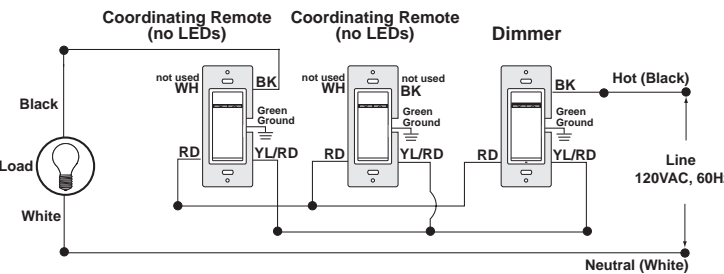 Coordinating Remote
(no LEDs)
Coordinating Remote
(no LEDs)
Dimmer
not used
WH
BK
not used
WH
not used
BK
BK
Hot (Black)
Black
Green
Ground
Green
Ground
Green
Ground
RD
YL/RD
RD
YL/RD
RD
YL/RD
Line
120VAC, 60H
Load
White
Neutral (White)